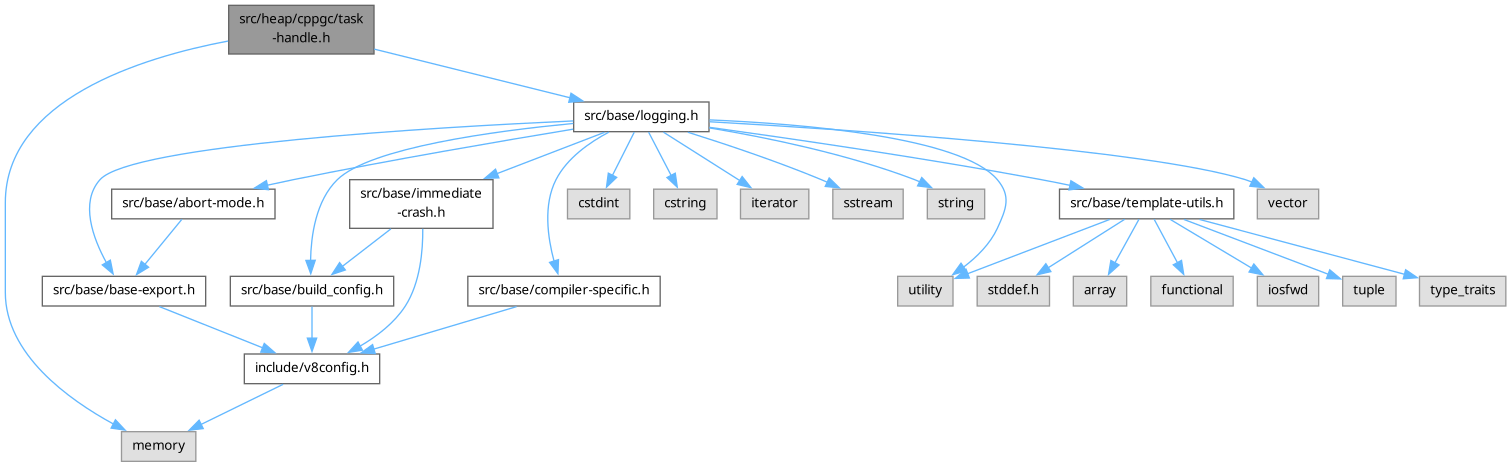 src/heap/cppgc/task
-handle.h
src/base/logging.h
src/base/abort-mode.h
src/base/immediate
-crash.h
cstdint
cstring
iterator
sstream
string
src/base/template-utils.h
vector
src/base/base-export.h
src/base/build_config.h
src/base/compiler-specific.h
utility
stddef.h
array
functional
iosfwd
tuple
type_traits
include/v8config.h
memory